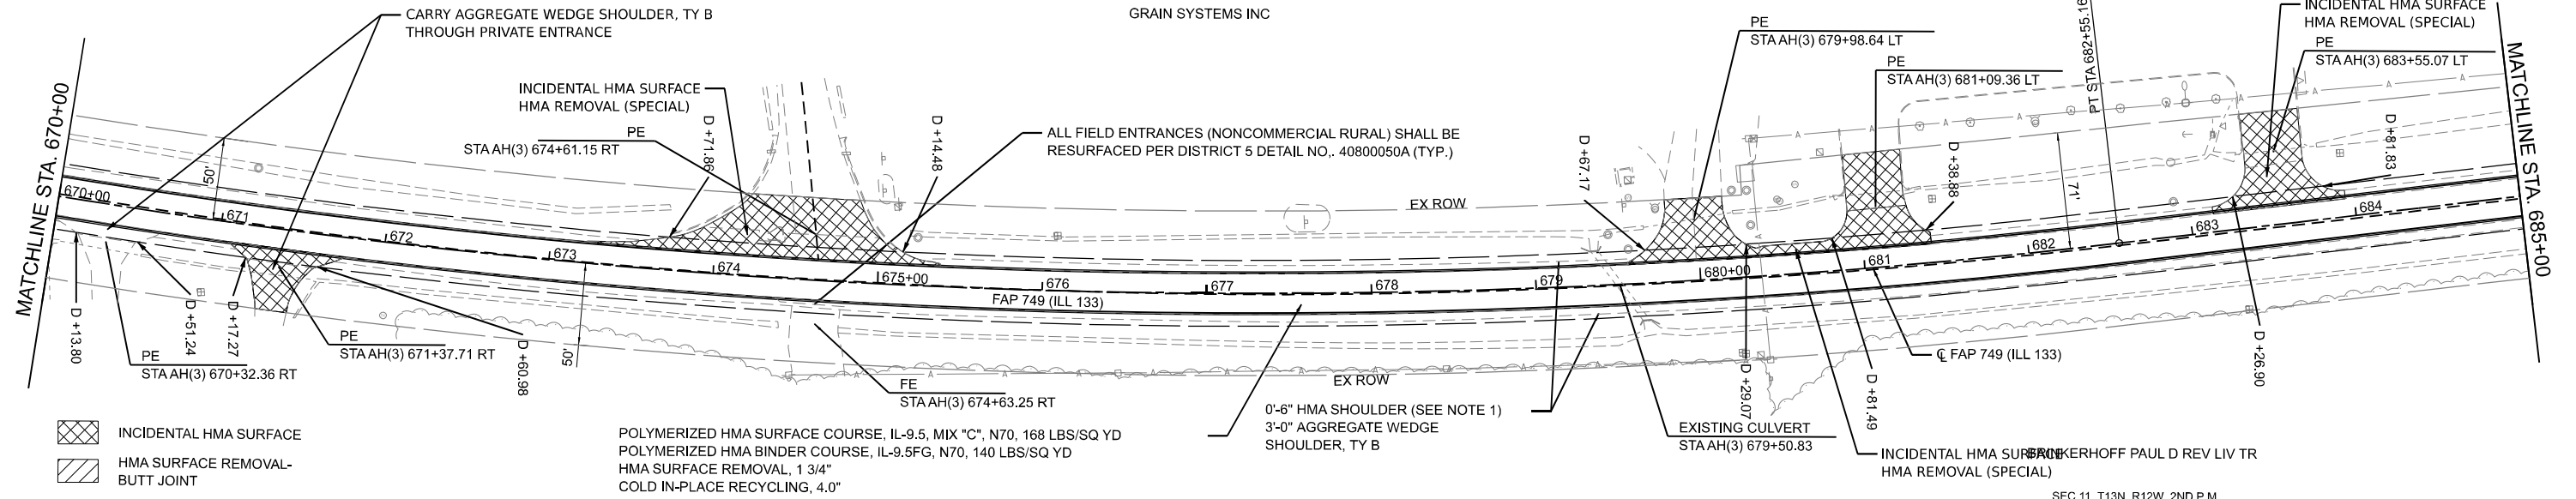 CARRY AGGREGATE WEDGE SHOULDER, TY B
THROUGH PRIVATE ENTRANCE
GRAIN SYSTEMS INC
INCIDENTAL HMA SURFACE
HMA REMOVAL (SPECIAL)
PE
STA AH(3) 679+98.64 LT
PE
STA AH(3) 681+09.36 LT
PT STA 682+55.16
INCIDENTAL HMA SURFACE
HMA REMOVAL (SPECIAL)
PE
STA AH(3) 683+55.07 LT
PE
STA AH(3) 674+61.15 RT
ALL FIELD ENTRANCES (NONCOMMERCIAL RURAL) SHALL BE
RESURFACED PER DISTRICT 5 DETAIL NO,. 40800050A (TYP.)
MATCHLINE STA. 670+00
MATCHLINE STA. 685+00
D +71.86
D +14.48
D +67.17
D +38.88
D +81.83
50'
71'
EX ROW
670+00
671
672
673
674
675+00
676
677
678
679
680+00
681
682
683
684
FAP 749 (ILL 133)
D +13.80
D +51.24
D +17.27
D +60.98
50'
D +29.07
D +81.49
D +26.90
PE
STA AH(3) 670+32.36 RT
PE
STA AH(3) 671+37.71 RT
FE
STA AH(3) 674+63.25 RT
EX ROW
℄ FAP 749 (ILL 133)
0'-6" HMA SHOULDER (SEE NOTE 1)
3'-0" AGGREGATE WEDGE
SHOULDER, TY B
EXISTING CULVERT
STA AH(3) 679+50.83
INCIDENTAL HMA SURFACE
HMA REMOVAL (SPECIAL)
BRINKERHOFF PAUL D REV LIV TR
SEC 11, T13N, R12W, 2ND P.M.
INCIDENTAL HMA SURFACE
HMA SURFACE REMOVAL-
BUTT JOINT
POLYMERIZED HMA SURFACE COURSE, IL-9.5, MIX "C", N70, 168 LBS/SQ YD
POLYMERIZED HMA BINDER COURSE, IL-9.5FG, N70, 140 LBS/SQ YD
HMA SURFACE REMOVAL, 1 3/4"
COLD IN-PLACE RECYCLING, 4.0"